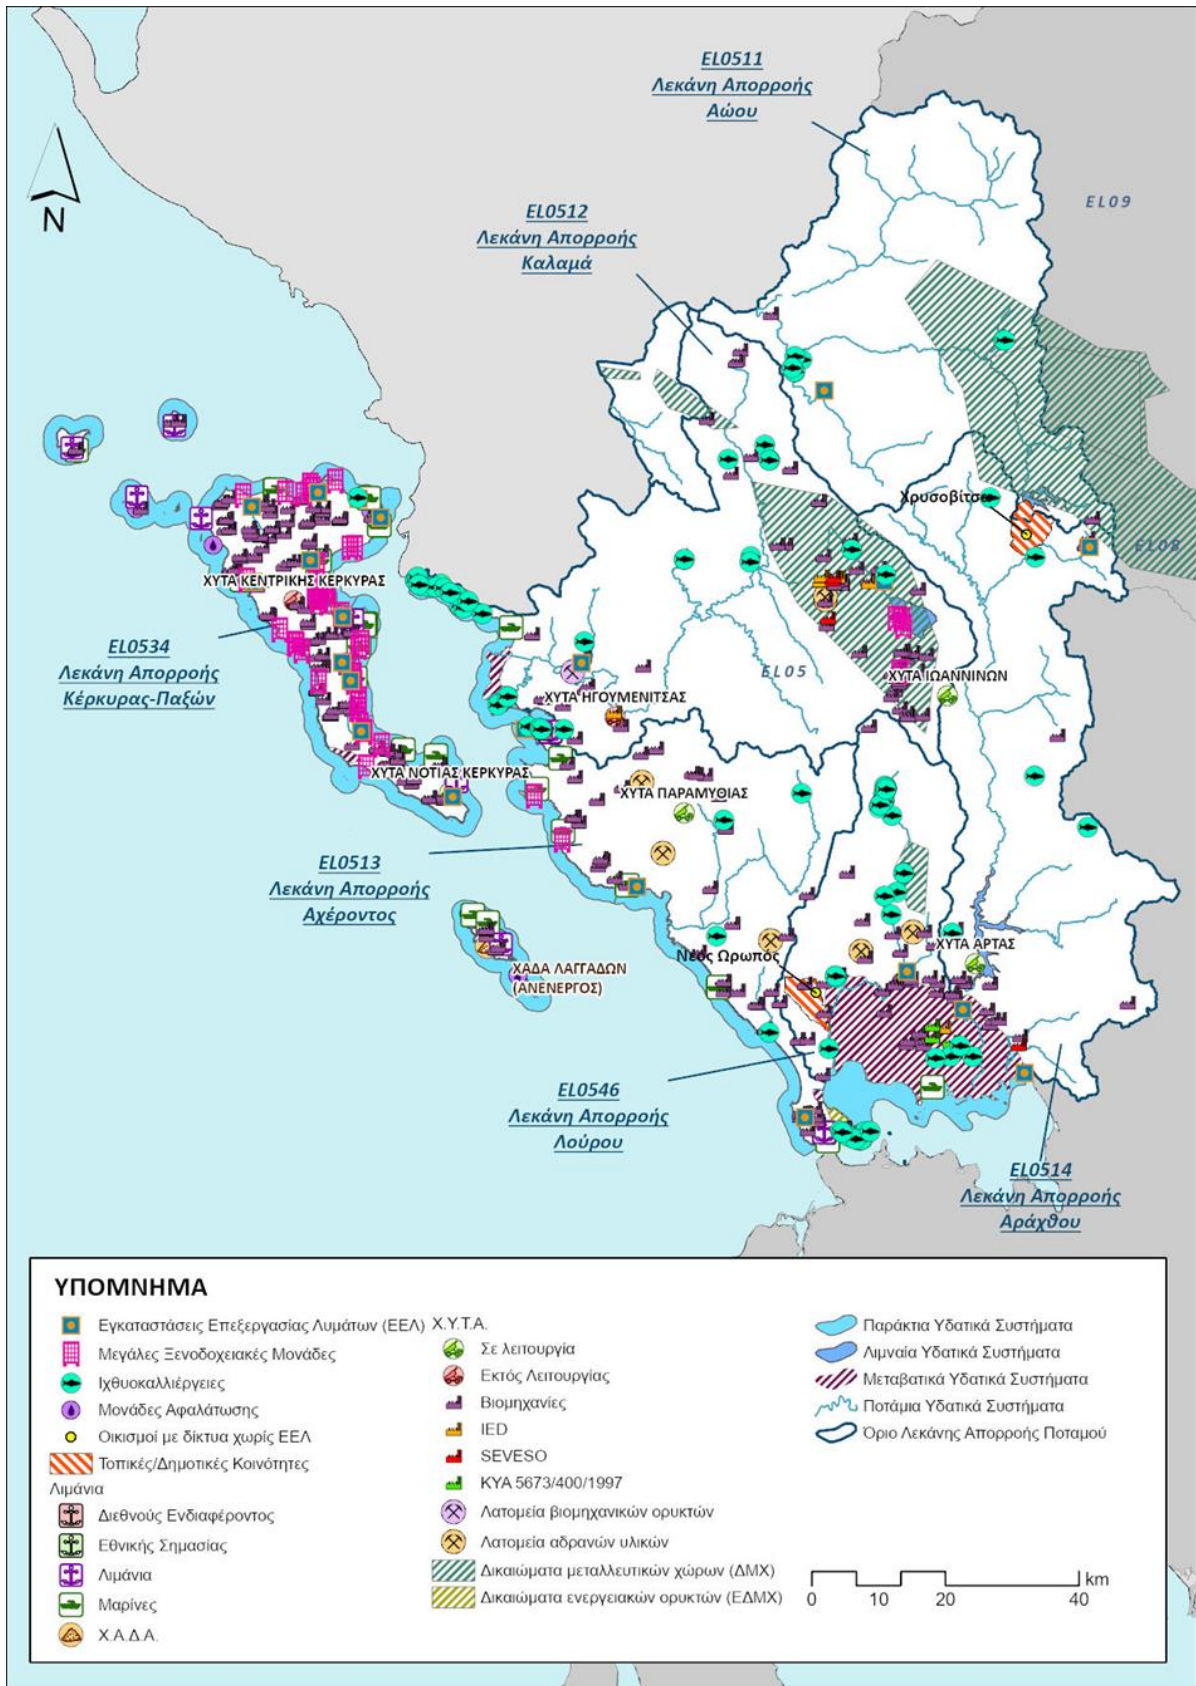 EL0511
Λεκάνη Απορροής
Αώου
N
EL09
EL0512
Λεκάνη Απορροής
Καλαμά
Χρυσοβίτσα
EL08
ΧΥΤΑ ΚΕΝΤΡΙΚΗΣ ΚΕΡΚΥΡΑΣ
EL0534
Λεκάνη Απορροής
Κέρκυρας-Παξών
EL05
ΧΥΤΑ ΙΩΑΝΝΙΝΩΝ
ΧΥΤΑ ΗΓΟΥΜΕΝΙΤΣΑΣ
ΧΥΤΑ ΝΟΤΙΑΣ ΚΕΡΚΥΡΑΣ
ΧΥΤΑ ΠΑΡΑΜΥΘΙΑΣ
EL0513
Λεκάνη Απορροής
Αχέροντος
ΧΥΤΑ ΑΡΤΑΣ
Νέος Ωρωπός
ΧΑΔΑ ΛΑΓΓΑΔΩΝ
(ΑΝΕΝΕΡΓΟΣ)
EL0546
Λεκάνη Απορροής
Λούρου
EL0514
Λεκάνη Απορροής
Αράχθου
ΥΠΟΜΝΗΜΑ
Εγκαταστάσεις Επεξεργασίας Λυμάτων (ΕΕΛ)
Μεγάλες Ξενοδοχειακές Μονάδες
Ιχθυοκαλλιέργειες
Μονάδες Αφαλάτωσης
Οικισμοί με δίκτυα χωρίς ΕΕΛ
Τοπικές/Δημοτικές Κοινότητες
Λιμάνια
Διεθνούς Ενδιαφέροντος
Εθνικής Σημασίας
Λιμάνια
Μαρίνες
Χ.Α.Δ.Α.
Χ.Υ.Τ.Α.
Σε λειτουργία
Εκτός Λειτουργίας
Βιομηχανίες
IED
SEVESO
ΚΥΑ 5673/400/1997
Λατομεία βιομηχανικών ορυκτών
Λατομεία αδρανών υλικών
Δικαιώματα μεταλλευτικών χώρων (ΔΜΧ)
Δικαιώματα ενεργειακών ορυκτών (ΕΔΜΧ)
Παράκτια Υδατικά Συστήματα
Λιμναία Υδατικά Συστήματα
Μεταβατικά Υδατικά Συστήματα
Ποτάμια Υδατικά Συστήματα
Όριο Λεκάνης Απορροής Ποταμού
km
0 10 20 40